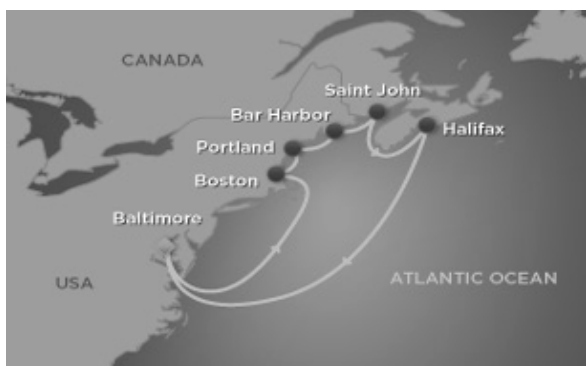 CANADA
Saint John
Bar Harbor
Halifax
Portland
Boston
Baltimore
USA
ATLANTIC OCEAN